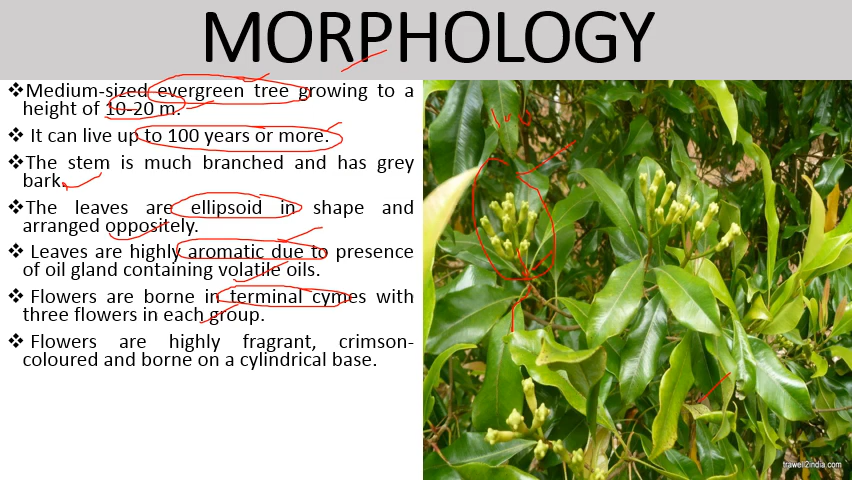 MORPHOLOGY
❖Medium-sized evergreen tree growing to a
height of 10-20 m.
❖ It can live up to 100 years or more.
❖The stem is much branched and has grey
bark.
❖The leaves are ellipsoid in shape and
arranged oppositely.
❖ Leaves are highly aromatic due to presence
of oil gland containing volatile oils.
❖ Flowers are borne in terminal cymes with
three flowers in each group.
❖ Flowers are highly fragrant, crimson-
coloured and borne on a cylindrical base.